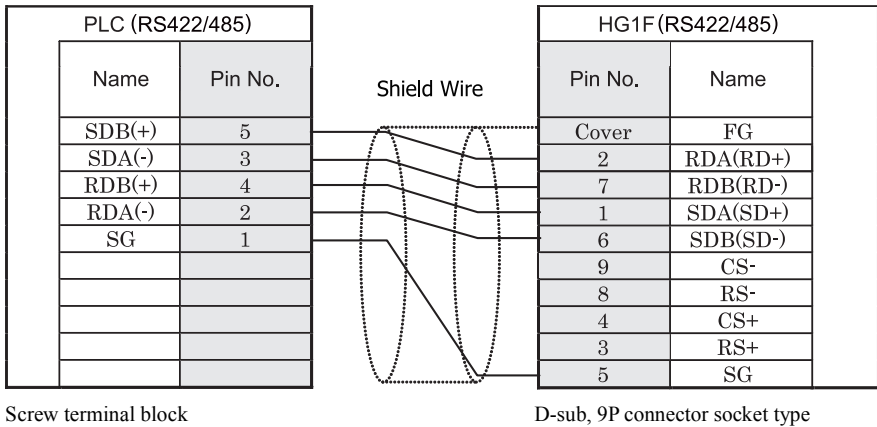 PLC (RS422/485) HG1F(RS422/485)
Name Pin No. Shield Wire Pin No. Name
SDB(+) 5 Cover FG
SDA(-) 3 2 RDA(RD+)
RDB(+) 4 7 RDB(RD-)
RDA(-) 2 1 SDA(SD+)
SG 1 6 SDB(SD-)
9 CS-
8 RS-
4 CS+
3 RS+
5 SG
Screw terminal block D-sub, 9P connector socket type